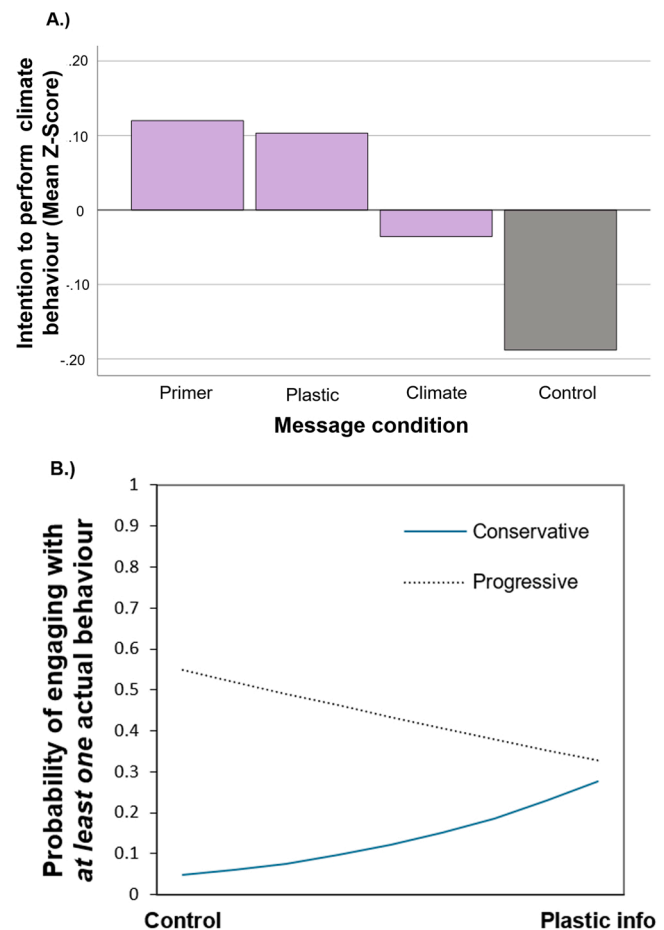 A.)
Intention to perform climate
behaviour (Mean Z-Score)
.20
.10
0
-.10
-.20
Primer
Plastic
Climate
Control
Message condition
B.)
Probability of engaging with
at least one actual behaviour
1
0.9
0.8
0.7
0.6
0.5
0.4
0.3
0.2
0.1
0
Conservative
Progressive
Control
Plastic info